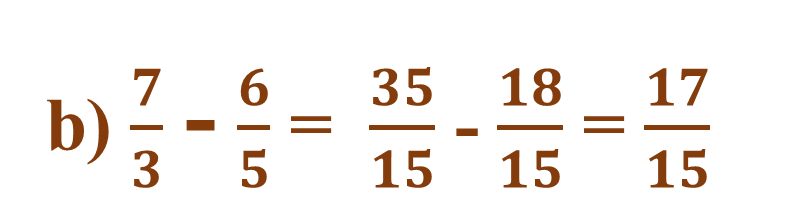 b) 7/3 - 6/5 = 35/15 - 18/15 = 17/15